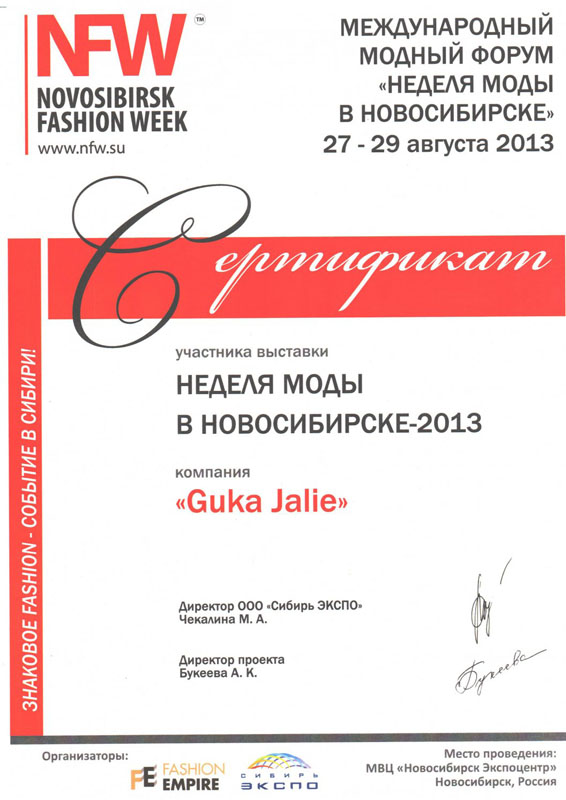 NFW™
NOVOSIBIRSK
FASHION WEEK
www.nfw.su
МЕЖДУНАРОДНЫЙ
МОДНЫЙ ФОРУМ
«НЕДЕЛЯ МОДЫ
В НОВОСИБИРСКЕ»
27 - 29 августа 2013
Сертификат
участника выставки
НЕДЕЛЯ МОДЫ
В НОВОСИБИРСКЕ-2013
компания
«Guka Jalie»
ЗНАКОВОЕ FASHION - СОБЫТИЕ В СИБИРИ!
Директор ООО «Сибирь ЭКСПО»
Чекалина М. А.
Директор проекта
Букеева А. К.
Букеева
Организаторы:
FE FASHION
EMPIRE
СИБИРЬ
ЭКСПО
Место проведения:
МВЦ «Новосибирск Экспоцентр»
Новосибирск, Россия